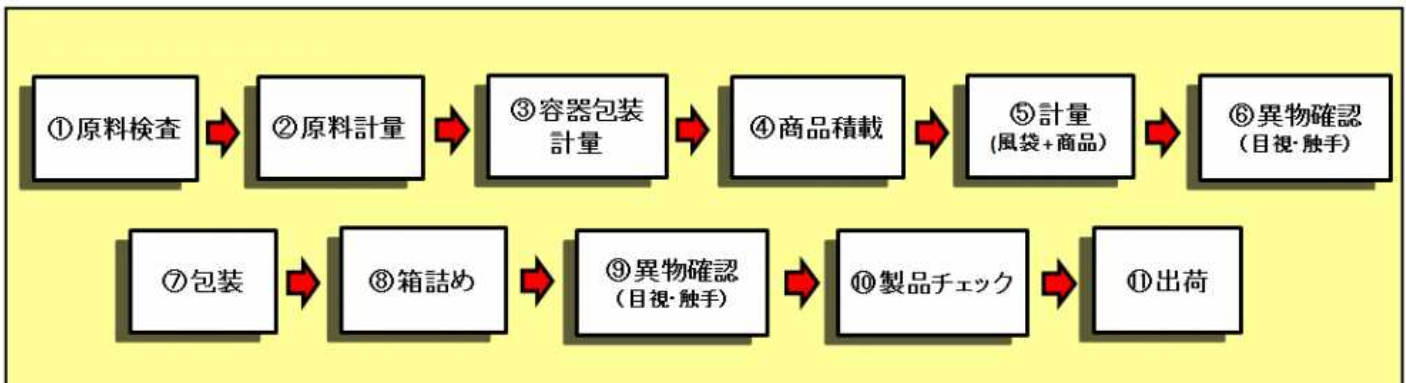 ①原料検査
②原料計量
③容器包装
計量
④商品積載
⑤計量
(風袋+商品)
⑥異物確認
(目視・触手)
⑦包装
⑧箱詰め
⑨異物確認
(目視・触手)
⑩製品チェック
⑪出荷